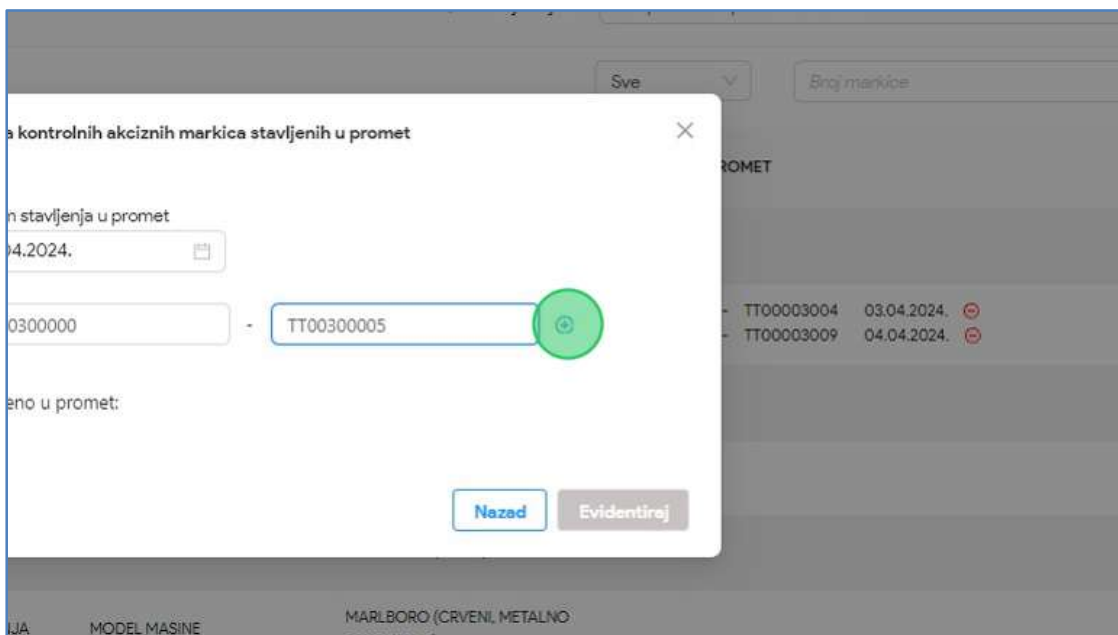 Sve
Broj markice
a kontrolnih akciznih markica stavljenih u promet
ROMET
m stavljenja u promet
04.2024.
00300000 - TT00300005
- TT00003004 03.04.2024.
- TT00003009 04.04.2024.
eno u promet:
Nazad Evidentiraj
MARLBORO (CRVENI, METALNO
IJA MODEL MASINE